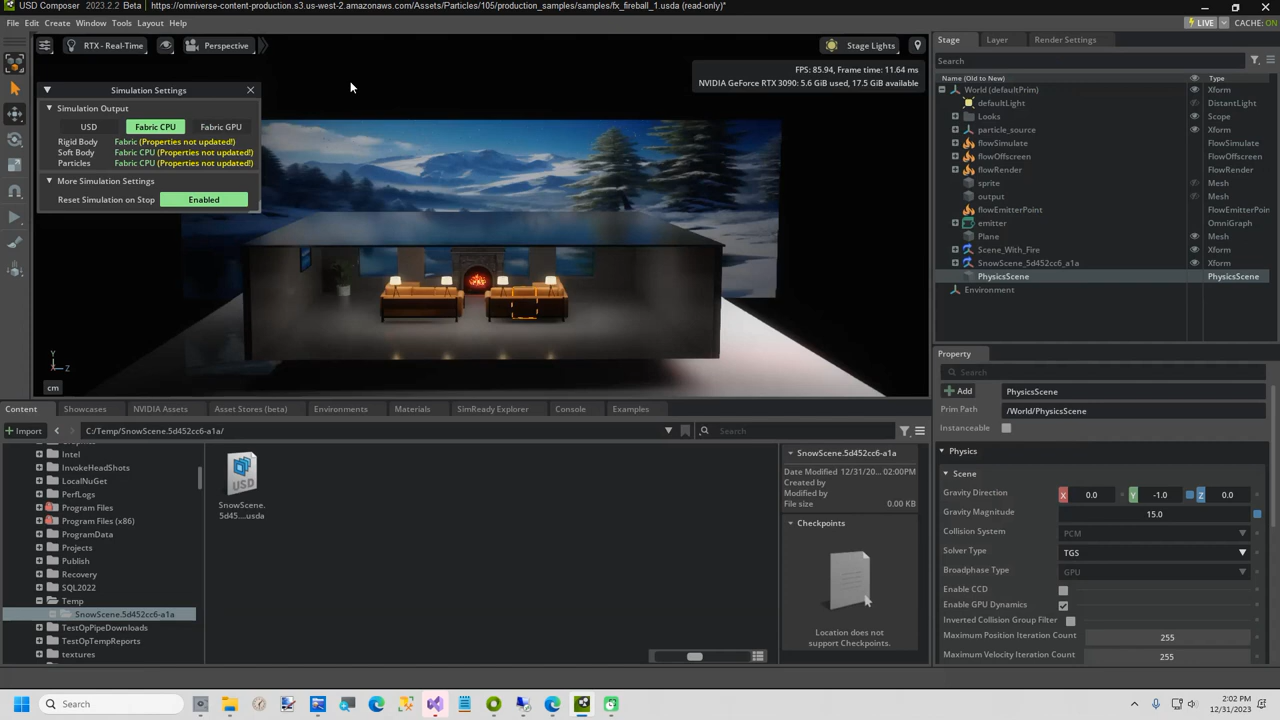 USD Composer 2023.2.2 Beta https://omniverse-content-production.s3.us-west-2.amazonaws.com/Assets/Particles/105/production_samples/samples/fx_fireball_1.usda (read-only)*
File Edit Create Window Tools Layout Help
LIVE CACHE: ON
RTX - Real-Time Perspective Stage Lights
FPS: 85.94, Frame time: 11.64 ms
NVIDIA GeForce RTX 3090: 5.6 GiB used, 17.5 GiB available
Simulation Settings
Simulation Output
USD Fabric CPU Fabric GPU
Rigid Body Fabric (Properties not updated!)
Soft Body Fabric CPU (Properties not updated!)
Particles Fabric CPU (Properties not updated!)
More Simulation Settings
Reset Simulation on Stop Enabled
Y
X Z
cm
Stage Layer Render Settings
Search
Name (Old to New) Type
World (defaultPrim) Xform
defaultLight DistantLight
Looks Scope
particle_source Xform
flowSimulate FlowSimulate
flowOffscreen FlowOffscreen
flowRender FlowRender
sprite Mesh
output Mesh
flowEmitterPoint FlowEmitterPoin
emitter OmniGraph
Plane Mesh
Scene_With_Fire Xform
SnowScene_5d452cc6_a1a Xform
PhysicsScene PhysicsScene
Environment
Property
Search
Add PhysicsScene
Prim Path /World/PhysicsScene
Instanceable
Physics
Scene
Gravity Direction X 0.0 Y -1.0 Z 0.0
Gravity Magnitude 15.0
Collision System PCM
Solver Type TGS
Broadphase Type GPU
Enable CCD
Enable GPU Dynamics
Inverted Collision Group Filter
Maximum Position Iteration Count 255
Maximum Velocity Iteration Count 255
Content Showcases NVIDIA Assets Asset Stores (beta) Environments Materials SimReady Explorer Console Examples
Import C:/Temp/SnowScene.5d452cc6-a1a/ Search
Intel
InvokeHeadShots
LocalNuGet
PerfLogs
Program Files
Program Files (x86)
ProgramData
Projects
Publish
Recovery
SQL2022
Temp
SnowScene.5d452cc6-a1a
TestOpPipeDownloads
TestOpTempReports
textures
USD
SnowScene.
5d45....usda
SnowScene.5d452cc6-a1a
Date Modified 12/31/20... 02:00PM
Created by
Modified by
File size 0.00 KB
Checkpoints
Location does not
support Checkpoints.
Search
2:02 PM
12/31/2023